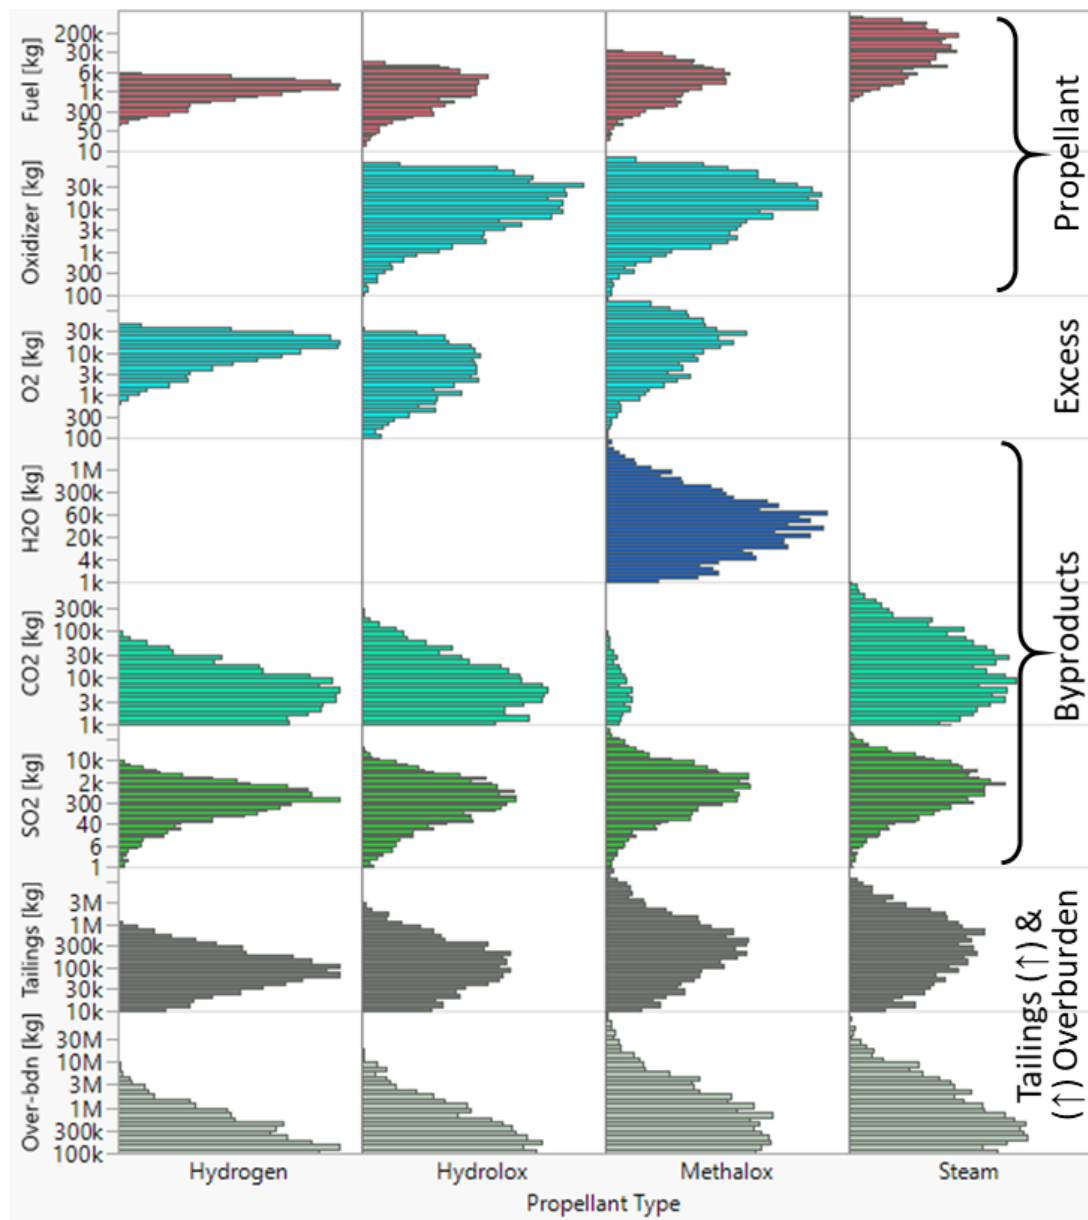 Fuel [kg]
200k
30k
6k
1k
300
50
10
Propellant
Oxidizer [kg]
30k
10k
3k
1k
300
100
O2 [kg]
30k
10k
3k
1k
300
100
Excess
H2O [kg]
1M
300k
60k
20k
4k
1k
Byproducts
CO2 [kg]
300k
100k
30k
10k
3k
1k
SO2 [kg]
10k
2k
300
40
6
1
Tailings [kg]
3M
1M
300k
100k
30k
10k
Tailings (↑) &
(↑) Overburden
Over-bdn [kg]
30M
10M
3M
1M
300k
100k
Hydrogen
Hydrolox
Methalox
Steam
Propellant Type